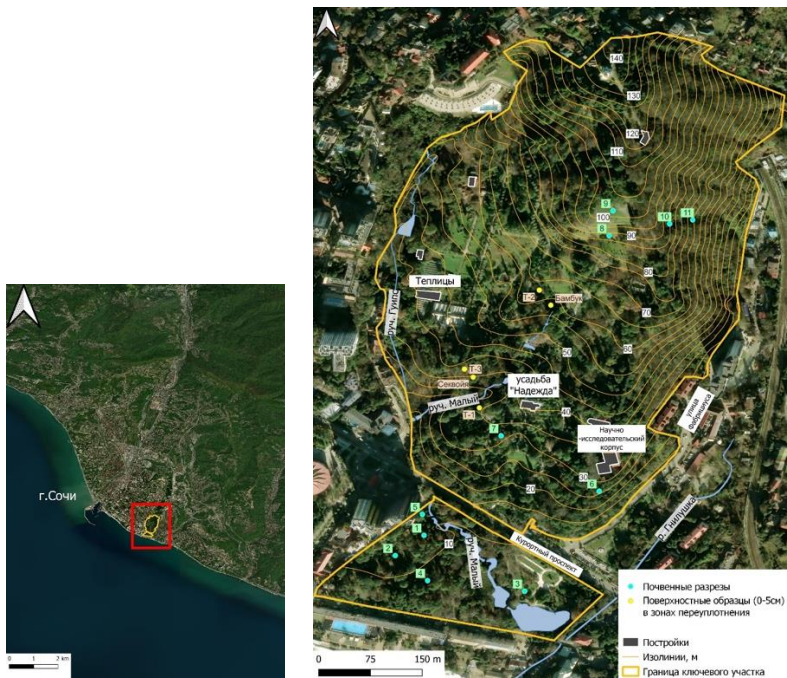 г.Сочи
0 1 2 km
140
130
120
110
9
100
10
11
8
90
80
Теплицы
Т-2
Бамбук
70
руч. Гуипс
60
50
Т-3
Секвойя
усадьба
"Надежда"
руч. Малый
40
Т-1
улица
Фабрициуса
7
Научно
-исследовательский
корпус
30
6
20
р. Гнилушка
5
1
10
Курортный проспект
2
руч. Малый
4
3
0 75 150 m
Почвенные разрезы
Поверхностные образцы (0-5см)
в зонах переуплотнения
Постройки
Изолинии, м
Граница ключевого участка